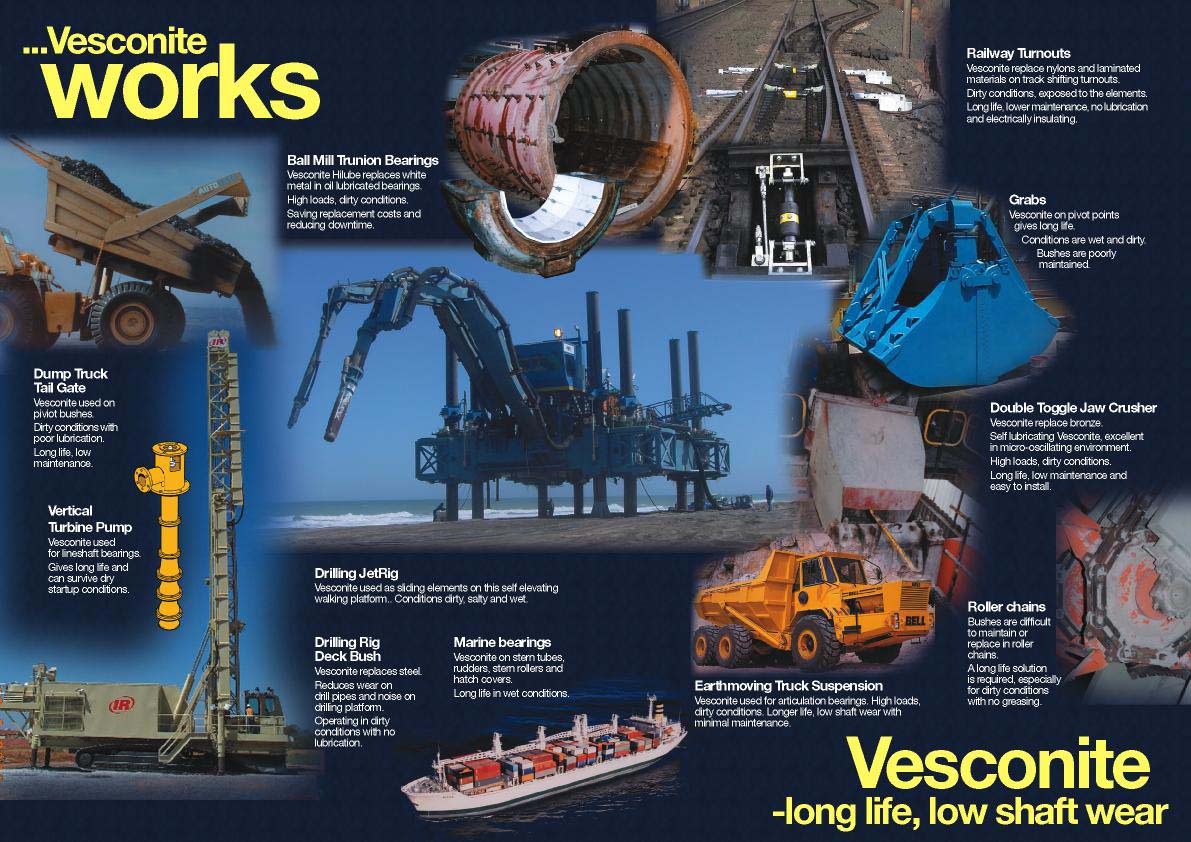 ...Vesconite
works
Railway Turnouts
Vesconite replace nylons and laminated
materials on track shifting turnouts.
Dirty conditions, exposed to the elements.
Long life, lower maintenance, no lubrication
and electrically insulating.
Ball Mill Trunion Bearings
Vesconite Hilube replaces white
metal in oil lubricated bearings.
High loads, dirty conditions.
Saving replacement costs and
reducing downtime.
AUTO
Grabs
Vesconite on pivot points
gives long life.
Conditions are wet and dirty.
Bushes are poorly
maintained.
Dump Truck
Tail Gate
Vesconite used on
piviot bushes.
Dirty conditions with
poor lubrication.
Long life, low
maintenance.
IR
Double Toggle Jaw Crusher
Vesconite replace bronze.
Self lubricating Vesconite, excellent
in micro-oscillating environment.
High loads, dirty conditions.
Long life, low maintenance and
easy to install.
Vertical
Turbine Pump
Vesconite used
for lineshaft bearings.
Gives long life and
can survive dry
startup conditions.
Drilling JetRig
Vesconite used as sliding elements on this self elevating
walking platform.. Conditions dirty, salty and wet.
Drilling Rig
Deck Bush
Vesconite replaces steel.
Reduces wear on
drill pipes and noise on
drilling platform.
Operating in dirty
conditions with no
lubrication.
IR
Marine bearings
Vesconite on stern tubes,
rudders, stern rollers and
hatch covers.
Long life in wet conditions.
BELL
BELL
Earthmoving Truck Suspension
Vesconite used for articulation bearings. High loads,
dirty conditions. Longer life, low shaft wear with
minimal maintenance.
Roller chains
Bushes are difficult
to maintain or
replace in roller
chains.
A long life solution
is required, especially
for dirty conditions
with no greasing.
Vesconite
-long life, low shaft wear